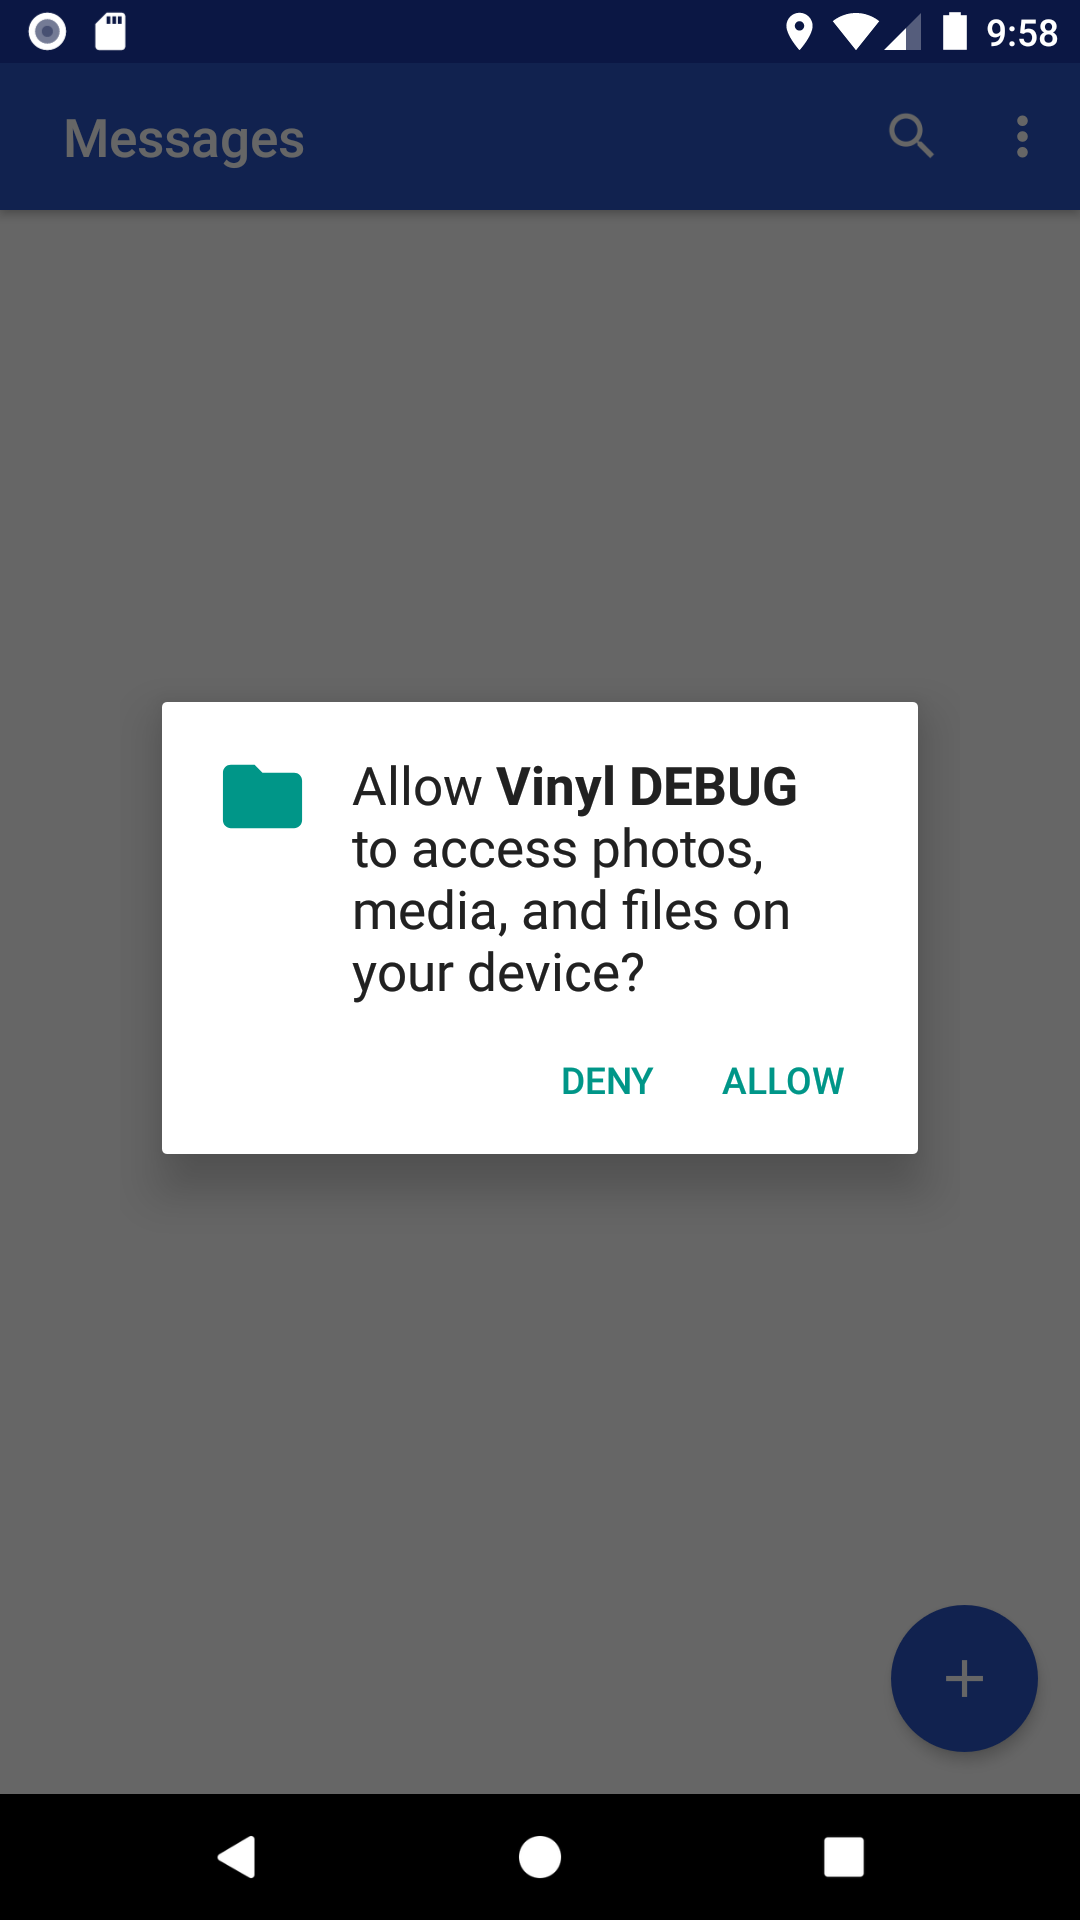 9:58
Messages
Allow Vinyl DEBUG
to access photos,
media, and files on
your device?
DENY ALLOW